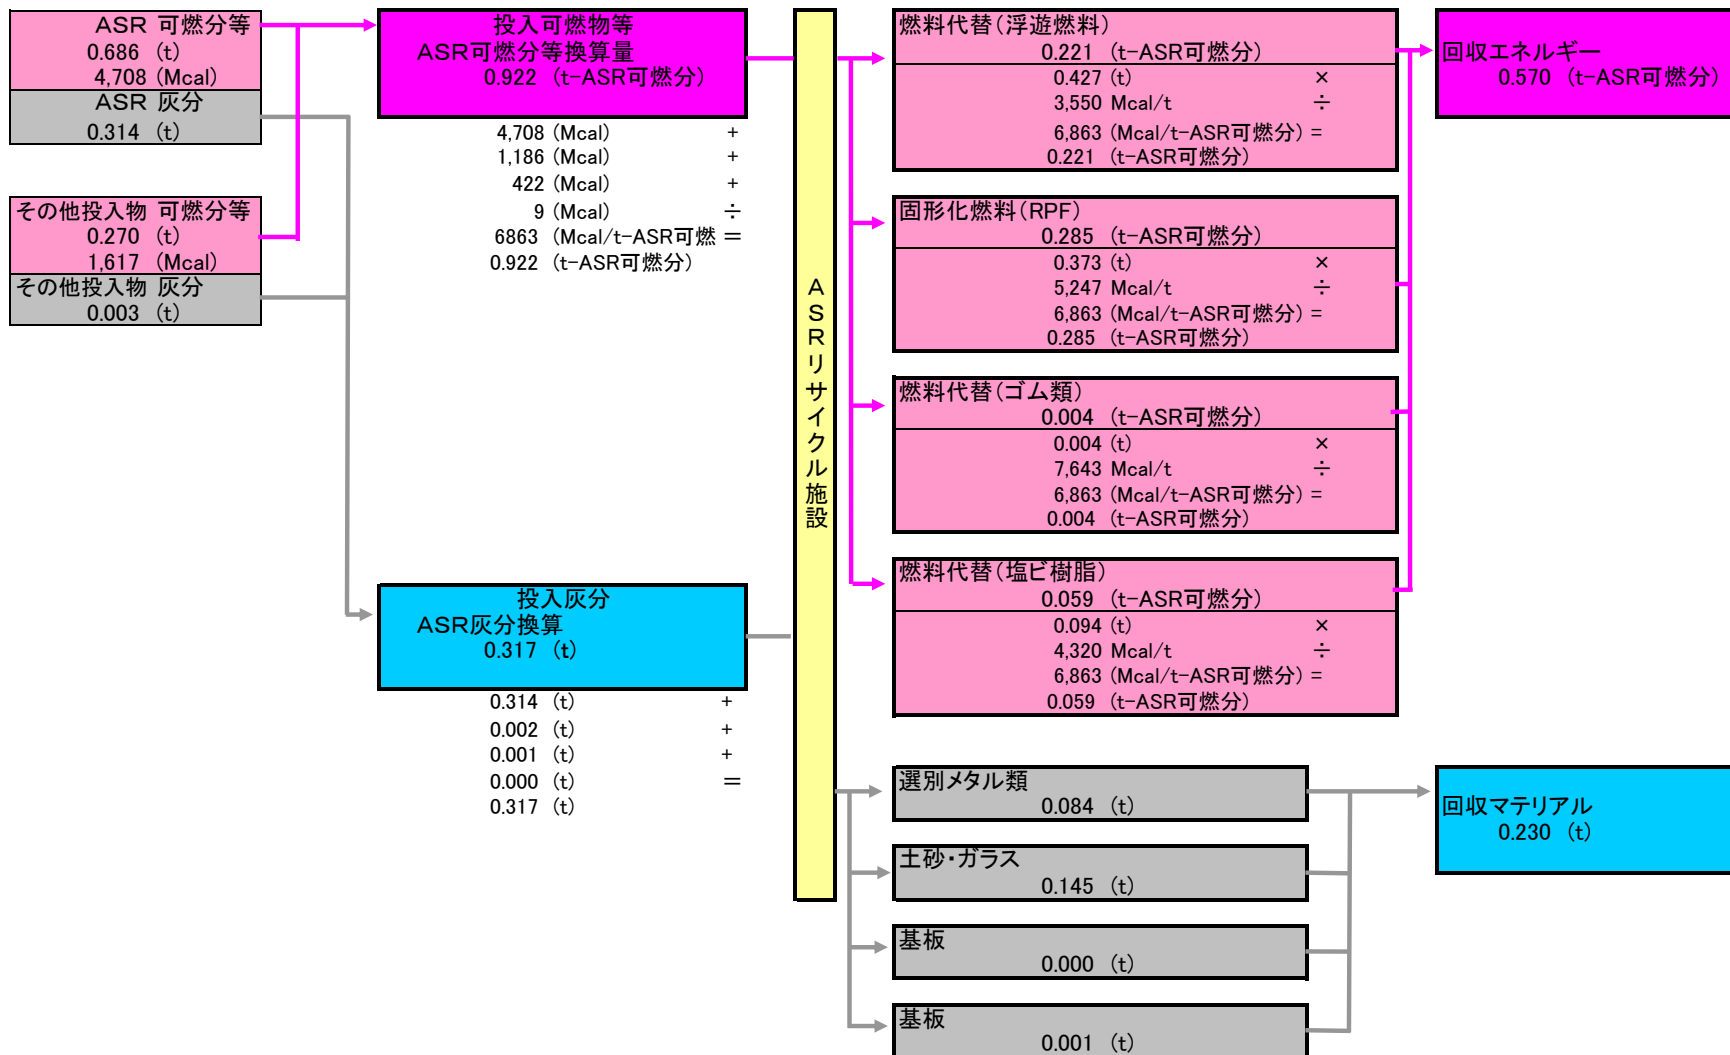 ASR 可燃分等
0.686 (t)
4,708 (Mcal)
ASR 灰分
0.314 (t)
その他投入物 可燃分等
0.270 (t)
1,617 (Mcal)
その他投入物 灰分
0.003 (t)
投入可燃物等
ASR可燃分等換算量
0.922 (t-ASR可燃分)
4,708 (Mcal) +
1,186 (Mcal) +
422 (Mcal) +
9 (Mcal) ÷
6863 (Mcal/t-ASR可燃 =
0.922 (t-ASR可燃分)
投入灰分
ASR灰分換算
0.317 (t)
0.314 (t) +
0.002 (t) +
0.001 (t) +
0.000 (t) =
0.317 (t)
ASRリサイクル施設
燃料代替(浮遊燃料)
0.221 (t-ASR可燃分)
0.427 (t) ×
3,550 Mcal/t ÷
6,863 (Mcal/t-ASR可燃分) =
0.221 (t-ASR可燃分)
固形化燃料(RPF)
0.285 (t-ASR可燃分)
0.373 (t) ×
5,247 Mcal/t ÷
6,863 (Mcal/t-ASR可燃分) =
0.285 (t-ASR可燃分)
燃料代替(ゴム類)
0.004 (t-ASR可燃分)
0.004 (t) ×
7,643 Mcal/t ÷
6,863 (Mcal/t-ASR可燃分) =
0.004 (t-ASR可燃分)
燃料代替(塩ビ樹脂)
0.059 (t-ASR可燃分)
0.094 (t) ×
4,320 Mcal/t ÷
6,863 (Mcal/t-ASR可燃分) =
0.059 (t-ASR可燃分)
選別メタル類
0.084 (t)
土砂・ガラス
0.145 (t)
基板
0.000 (t)
基板
0.001 (t)
回収エネルギー
0.570 (t-ASR可燃分)
回収マテリアル
0.230 (t)